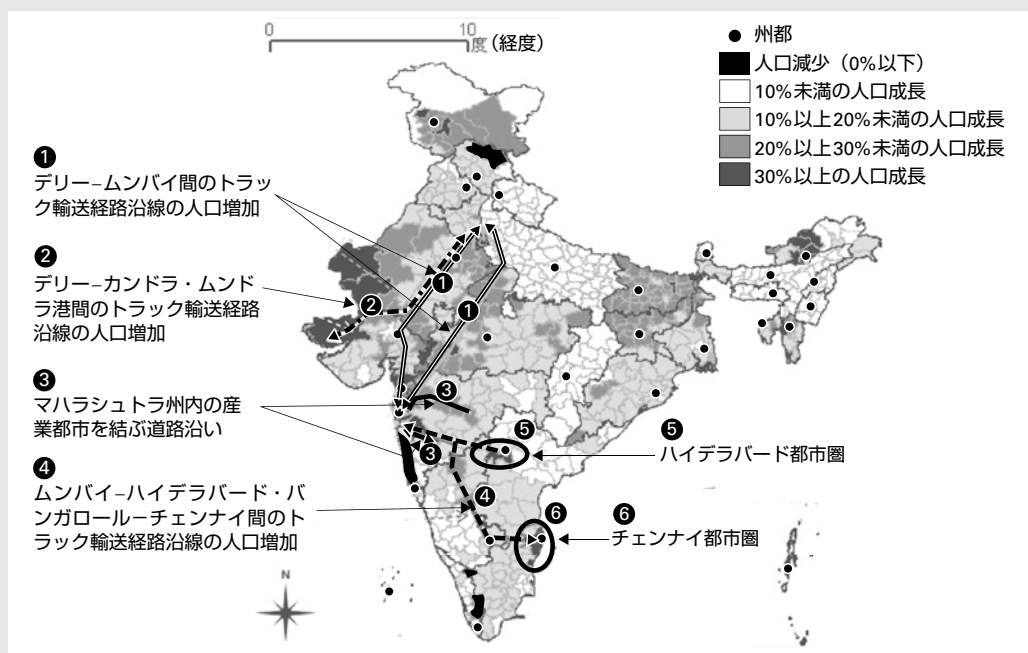 0
10
度(経度)
州都
人口減少(0%以下)
10%未満の人口成長
10%以上20%未満の人口成長
20%以上30%未満の人口成長
30%以上の人口成長
❶
デリー–ムンバイ間のトラッ
ク輸送経路沿線の人口増加
❷
デリー–カンドラ・ムンド
ラ港間のトラック輸送経路
沿線の人口増加
❸
マハラシュトラ州内の産
業都市を結ぶ道路沿い
❹
ムンバイ–ハイデラバード・バ
ンガロールーチェンナイ間のト
ラック輸送経路沿線の人口増加
❶
❷
❶
❸
❸
❺
❹
❻
❺
ハイデラバード都市圏
❻
チェンナイ都市圏
N